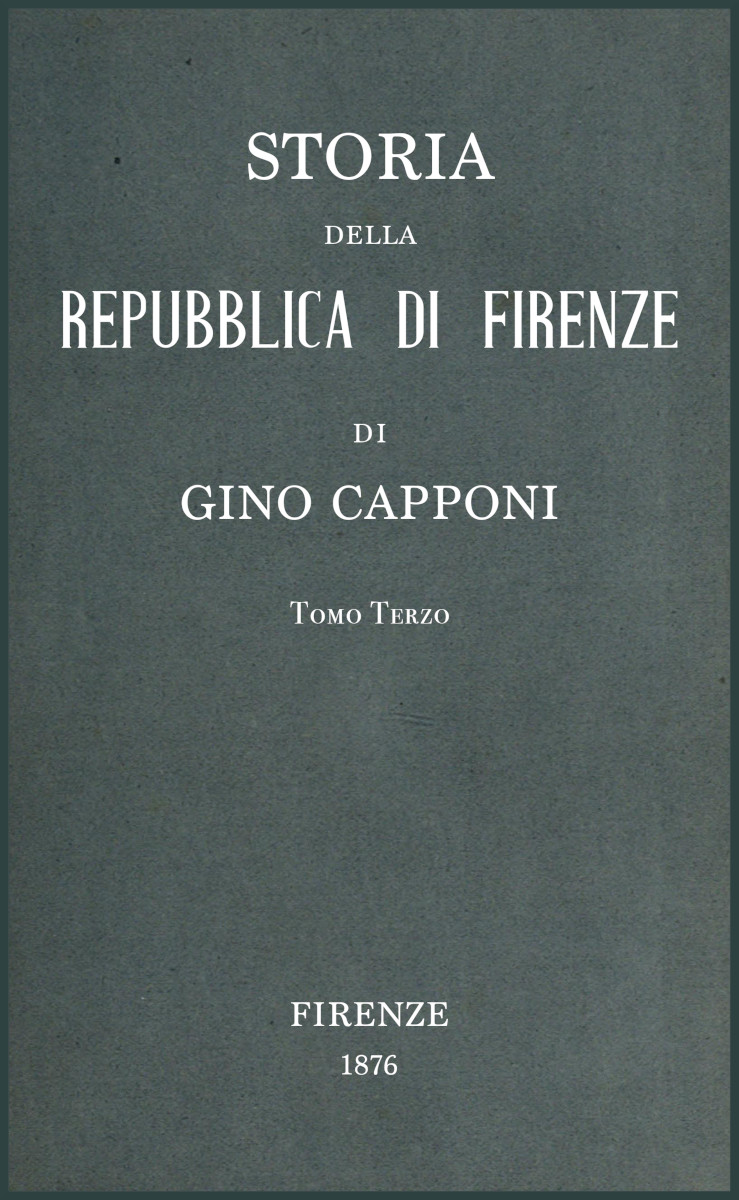 STORIA
DELLA
REPUBBLICA DI FIRENZE
DI
GINO CAPPONI
Tomo Terzo
FIRENZE
1876